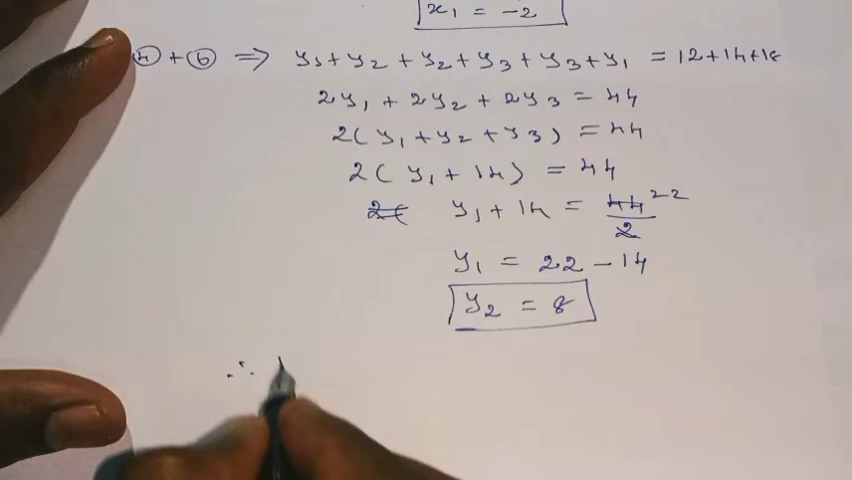 x₁ = -2
④ + ⑥ ⇒ y₁ + y₂ + y₂ + y₃ + y₃ + y₁ = 12+14+18
2y₁ + 2y₂ + 2y₃ = 44
2(y₁ + y₂ + y₃) = 44
2(y₁ + 14) = 44
y₁ + 14 = 44/2 22
y₁ = 22 - 14
y₂ = 8
∴